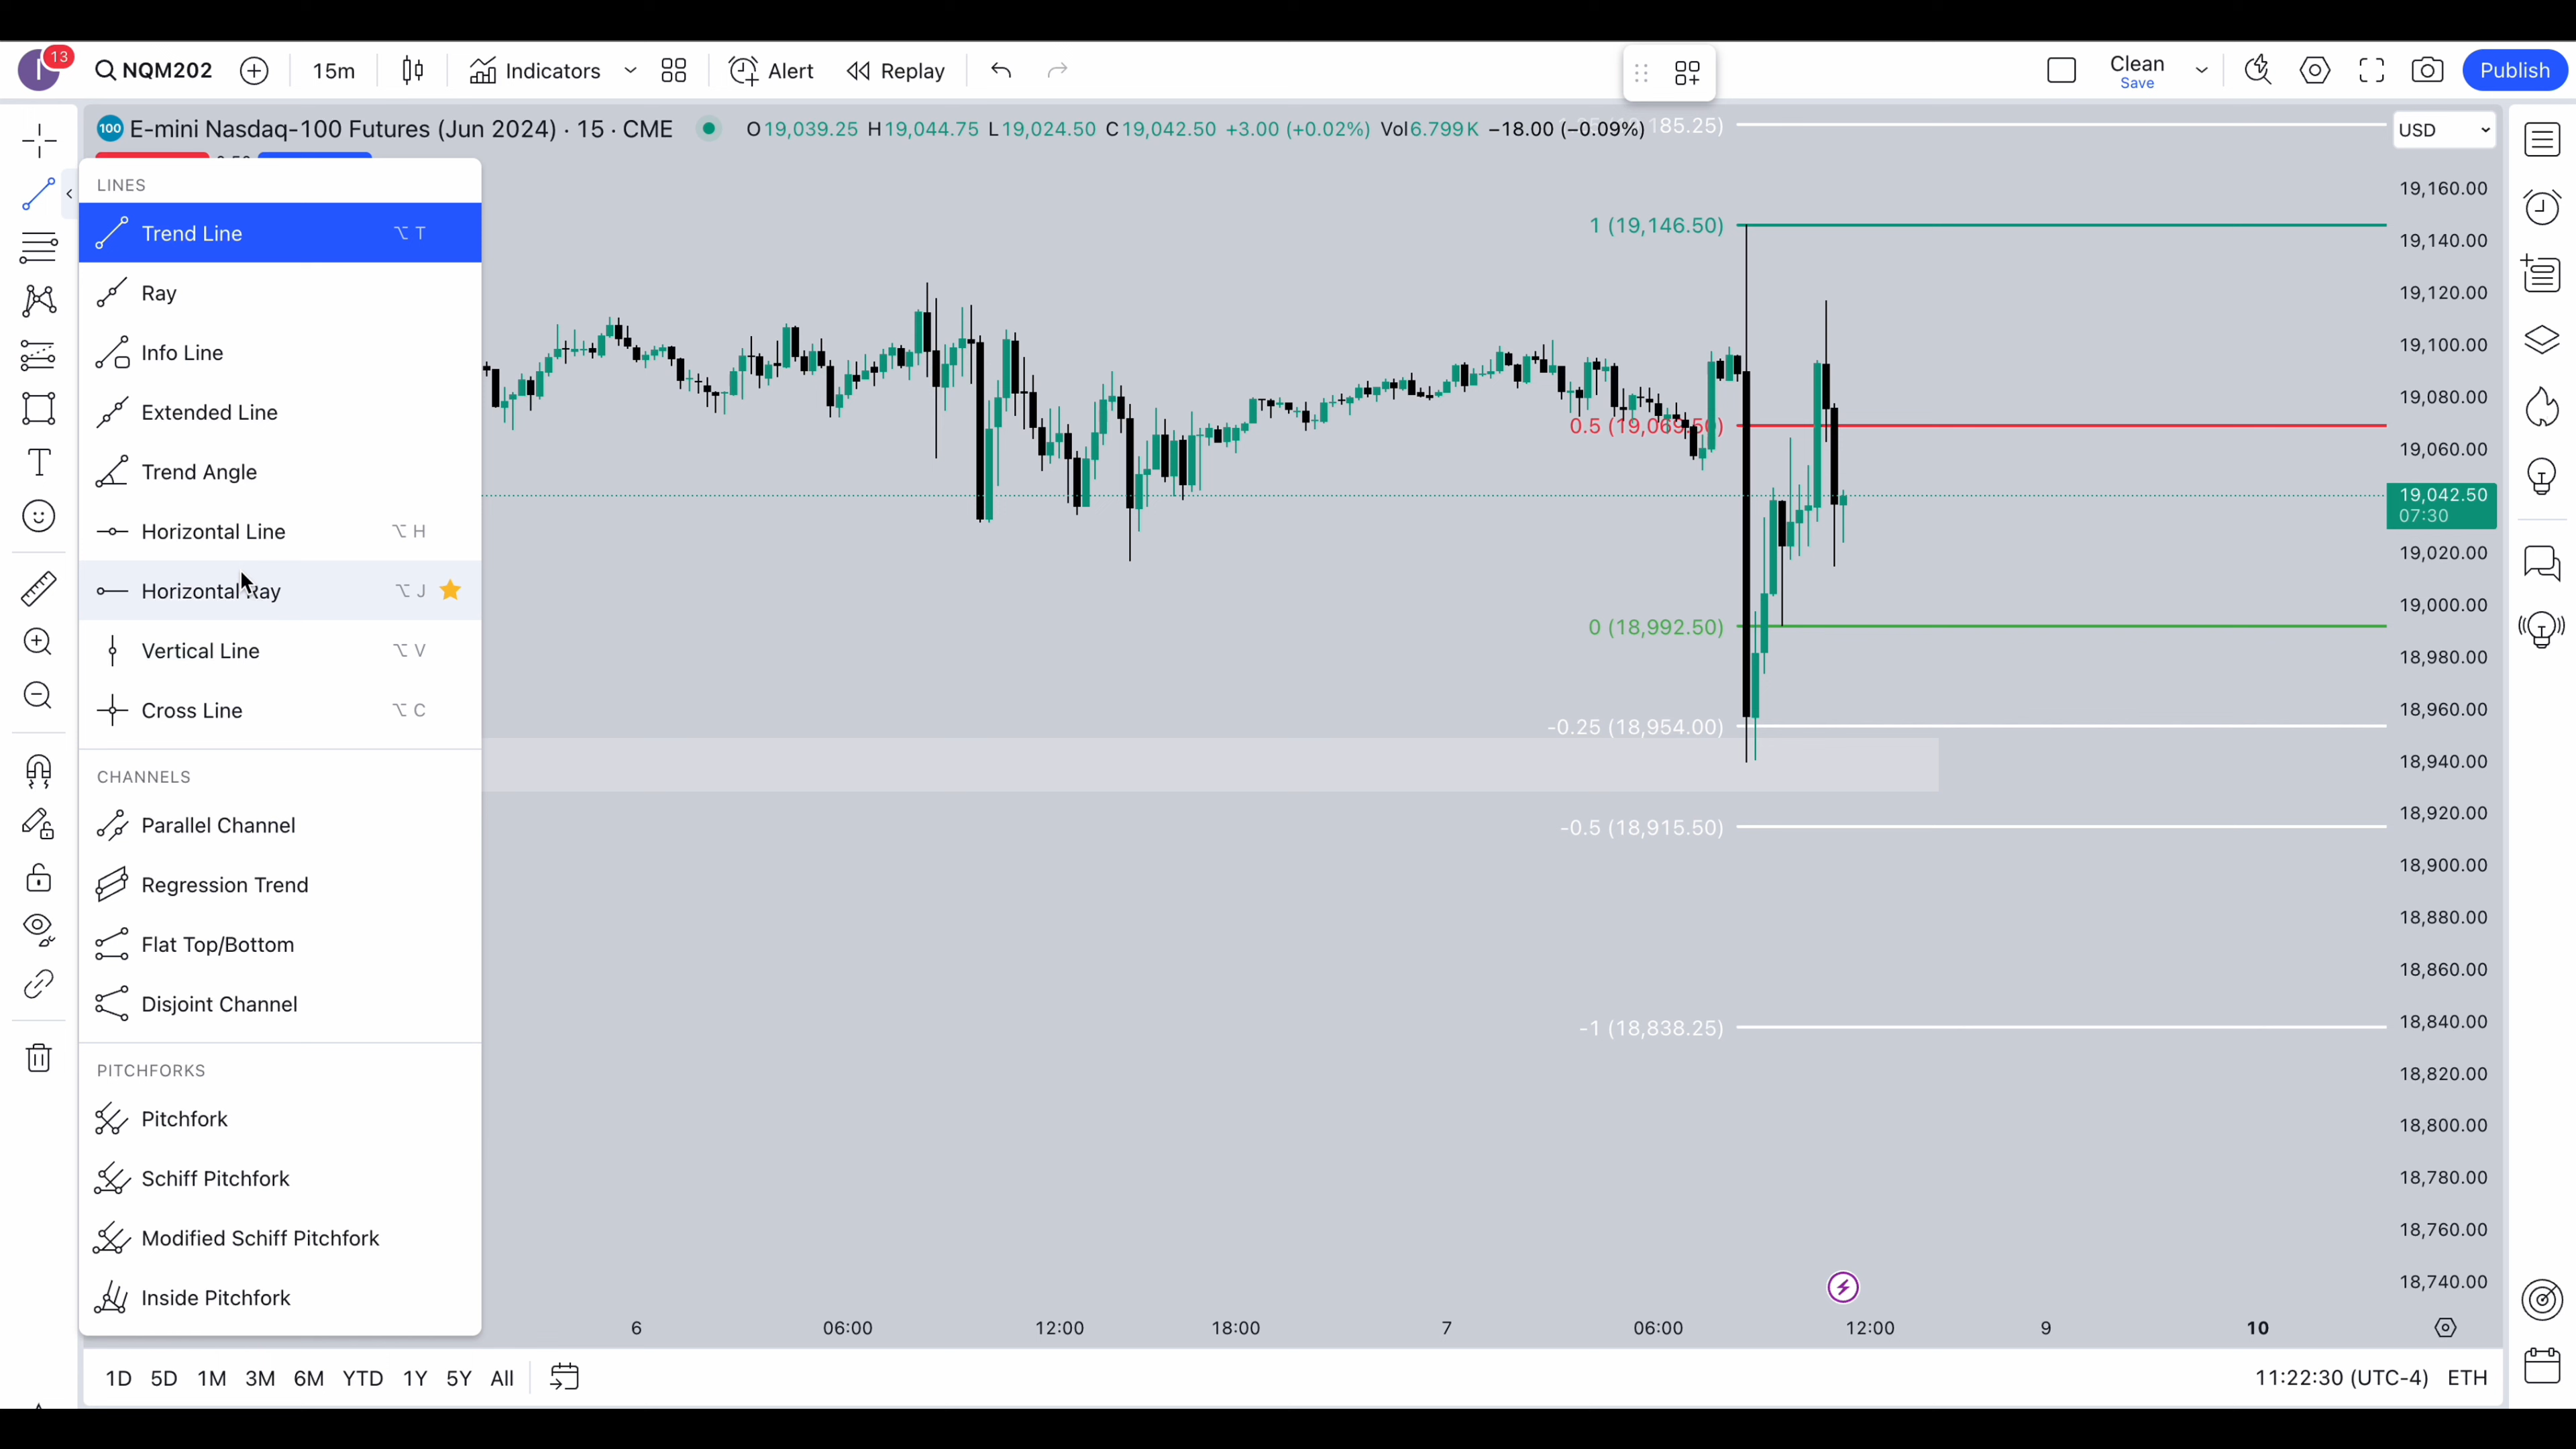 13
I
NQM202
15m
Indicators
Alert
Replay
Clean
Save
Publish
100 E-mini Nasdaq-100 Futures (Jun 2024) · 15 · CME
O19,039.25 H19,044.75 L19,024.50 C19,042.50 +3.00 (+0.02%) Vol6.799K −18.00 (−0.09%)
185.25)
USD
LINES
Trend Line ⌥ T
Ray
Info Line
Extended Line
Trend Angle
Horizontal Line ⌥ H
Horizontal Ray ⌥ J
Vertical Line ⌥ V
Cross Line ⌥ C
CHANNELS
Parallel Channel
Regression Trend
Flat Top/Bottom
Disjoint Channel
PITCHFORKS
Pitchfork
Schiff Pitchfork
Modified Schiff Pitchfork
Inside Pitchfork
1 (19,146.50)
0.5 (19,069.50)
0 (18,992.50)
-0.25 (18,954.00)
-0.5 (18,915.50)
-1 (18,838.25)
19,160.00
19,140.00
19,120.00
19,100.00
19,080.00
19,060.00
19,042.50
07:30
19,020.00
19,000.00
18,980.00
18,960.00
18,940.00
18,920.00
18,900.00
18,880.00
18,860.00
18,840.00
18,820.00
18,800.00
18,780.00
18,760.00
18,740.00
6 06:00 12:00 18:00 7 06:00 12:00 9 10
1D 5D 1M 3M 6M YTD 1Y 5Y All
11:22:30 (UTC-4) ETH